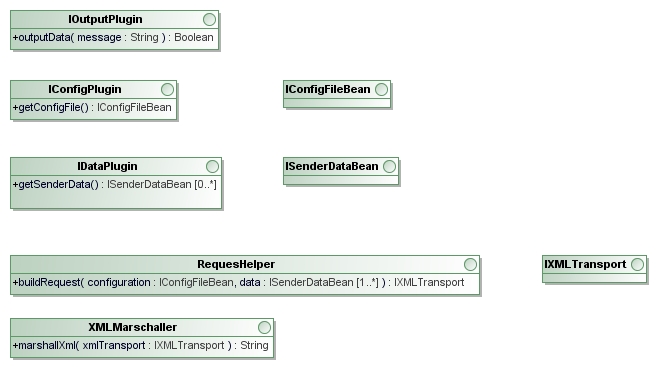 IOutputPlugin
+outputData( message : String ) : Boolean
IConfigPlugin
+getConfigFile() : IConfigFileBean
IConfigFileBean
IDataPlugin
+getSenderData() : ISenderDataBean [0..*]
ISenderDataBean
RequesHelper
+buildRequest( configuration : IConfigFileBean, data : ISenderDataBean [1..*] ) : IXMLTransport
IXMLTransport
XMLMarschaller
+marshallXml( xmlTransport : IXMLTransport ) : String